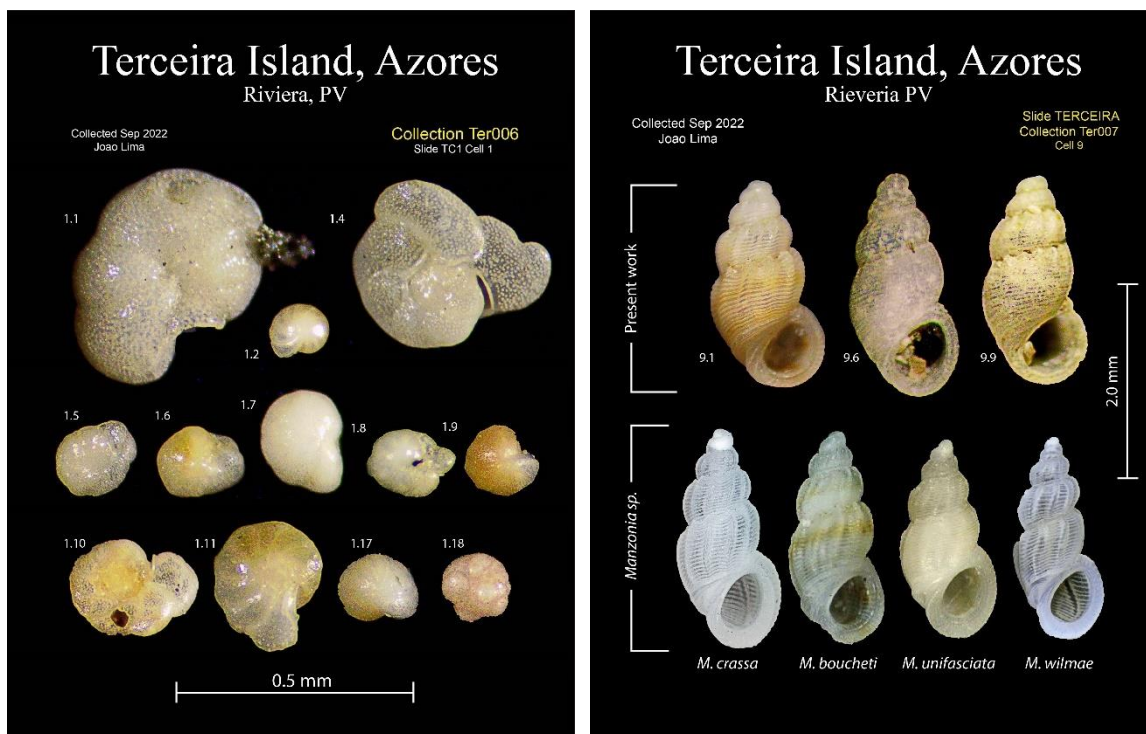 Terceira Island, Azores
Riviera, PV
Collected Sep 2022
Joao Lima
Collection Ter006
Slide TC1 Cell 1
1.1
1.4
1.2
1.5
1.6
1.7
1.8
1.9
1.10
1.11
1.17
1.18
0.5 mm
Terceira Island, Azores
Rieveria PV
Collected Sep 2022
Joao Lima
Slide TERCEIRA
Collection Ter007
Cell 9
Present work
9.1
9.6
9.9
2.0 mm
Manzonia sp.
M. crassa
M. boucheti
M. unifasciata
M. wilmae